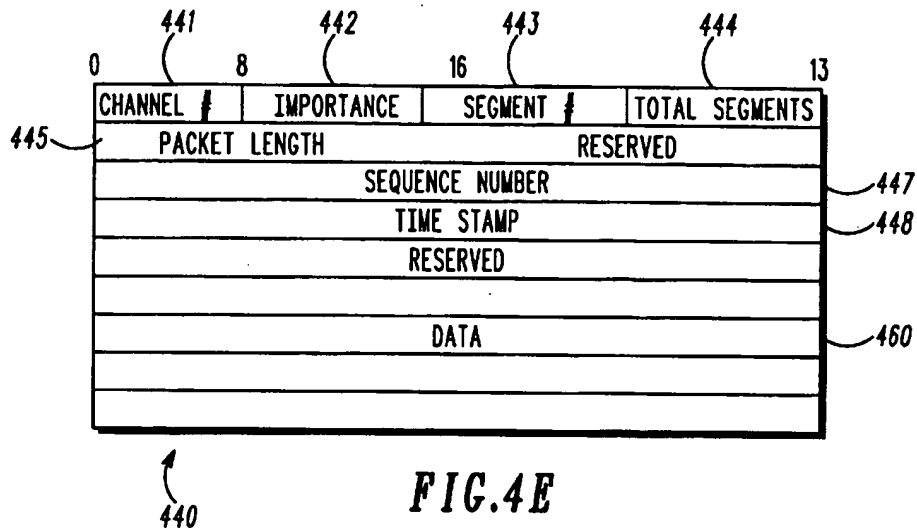 441 442 443 444
0 8 16 13
CHANNEL # IMPORTANCE SEGMENT # TOTAL SEGMENTS
445 PACKET LENGTH RESERVED
SEQUENCE NUMBER 447
TIME STAMP 448
RESERVED
DATA 460
440
FIG.4E